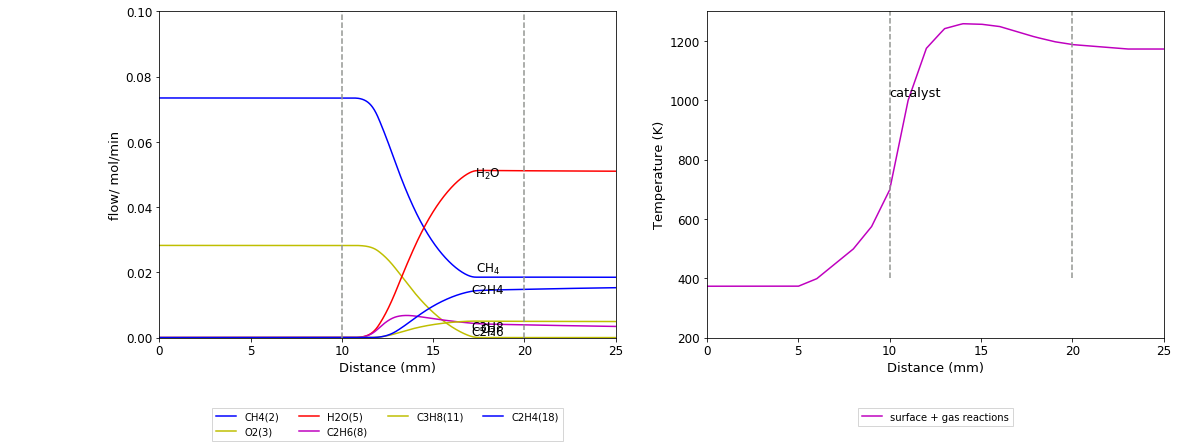 0.10
0.08
0.06
0.04
0.02
0.00
flow/ mol/min
H₂O
CH₄
C2H4
C3H8
C2H6
0 5 10 15 20 25
Distance (mm)
CH4(2) H2O(5) C3H8(11) C2H4(18)
O2(3) C2H6(8)
1200
1000
800
600
400
200
Temperature (K)
catalyst
0 5 10 15 20 25
Distance (mm)
surface + gas reactions